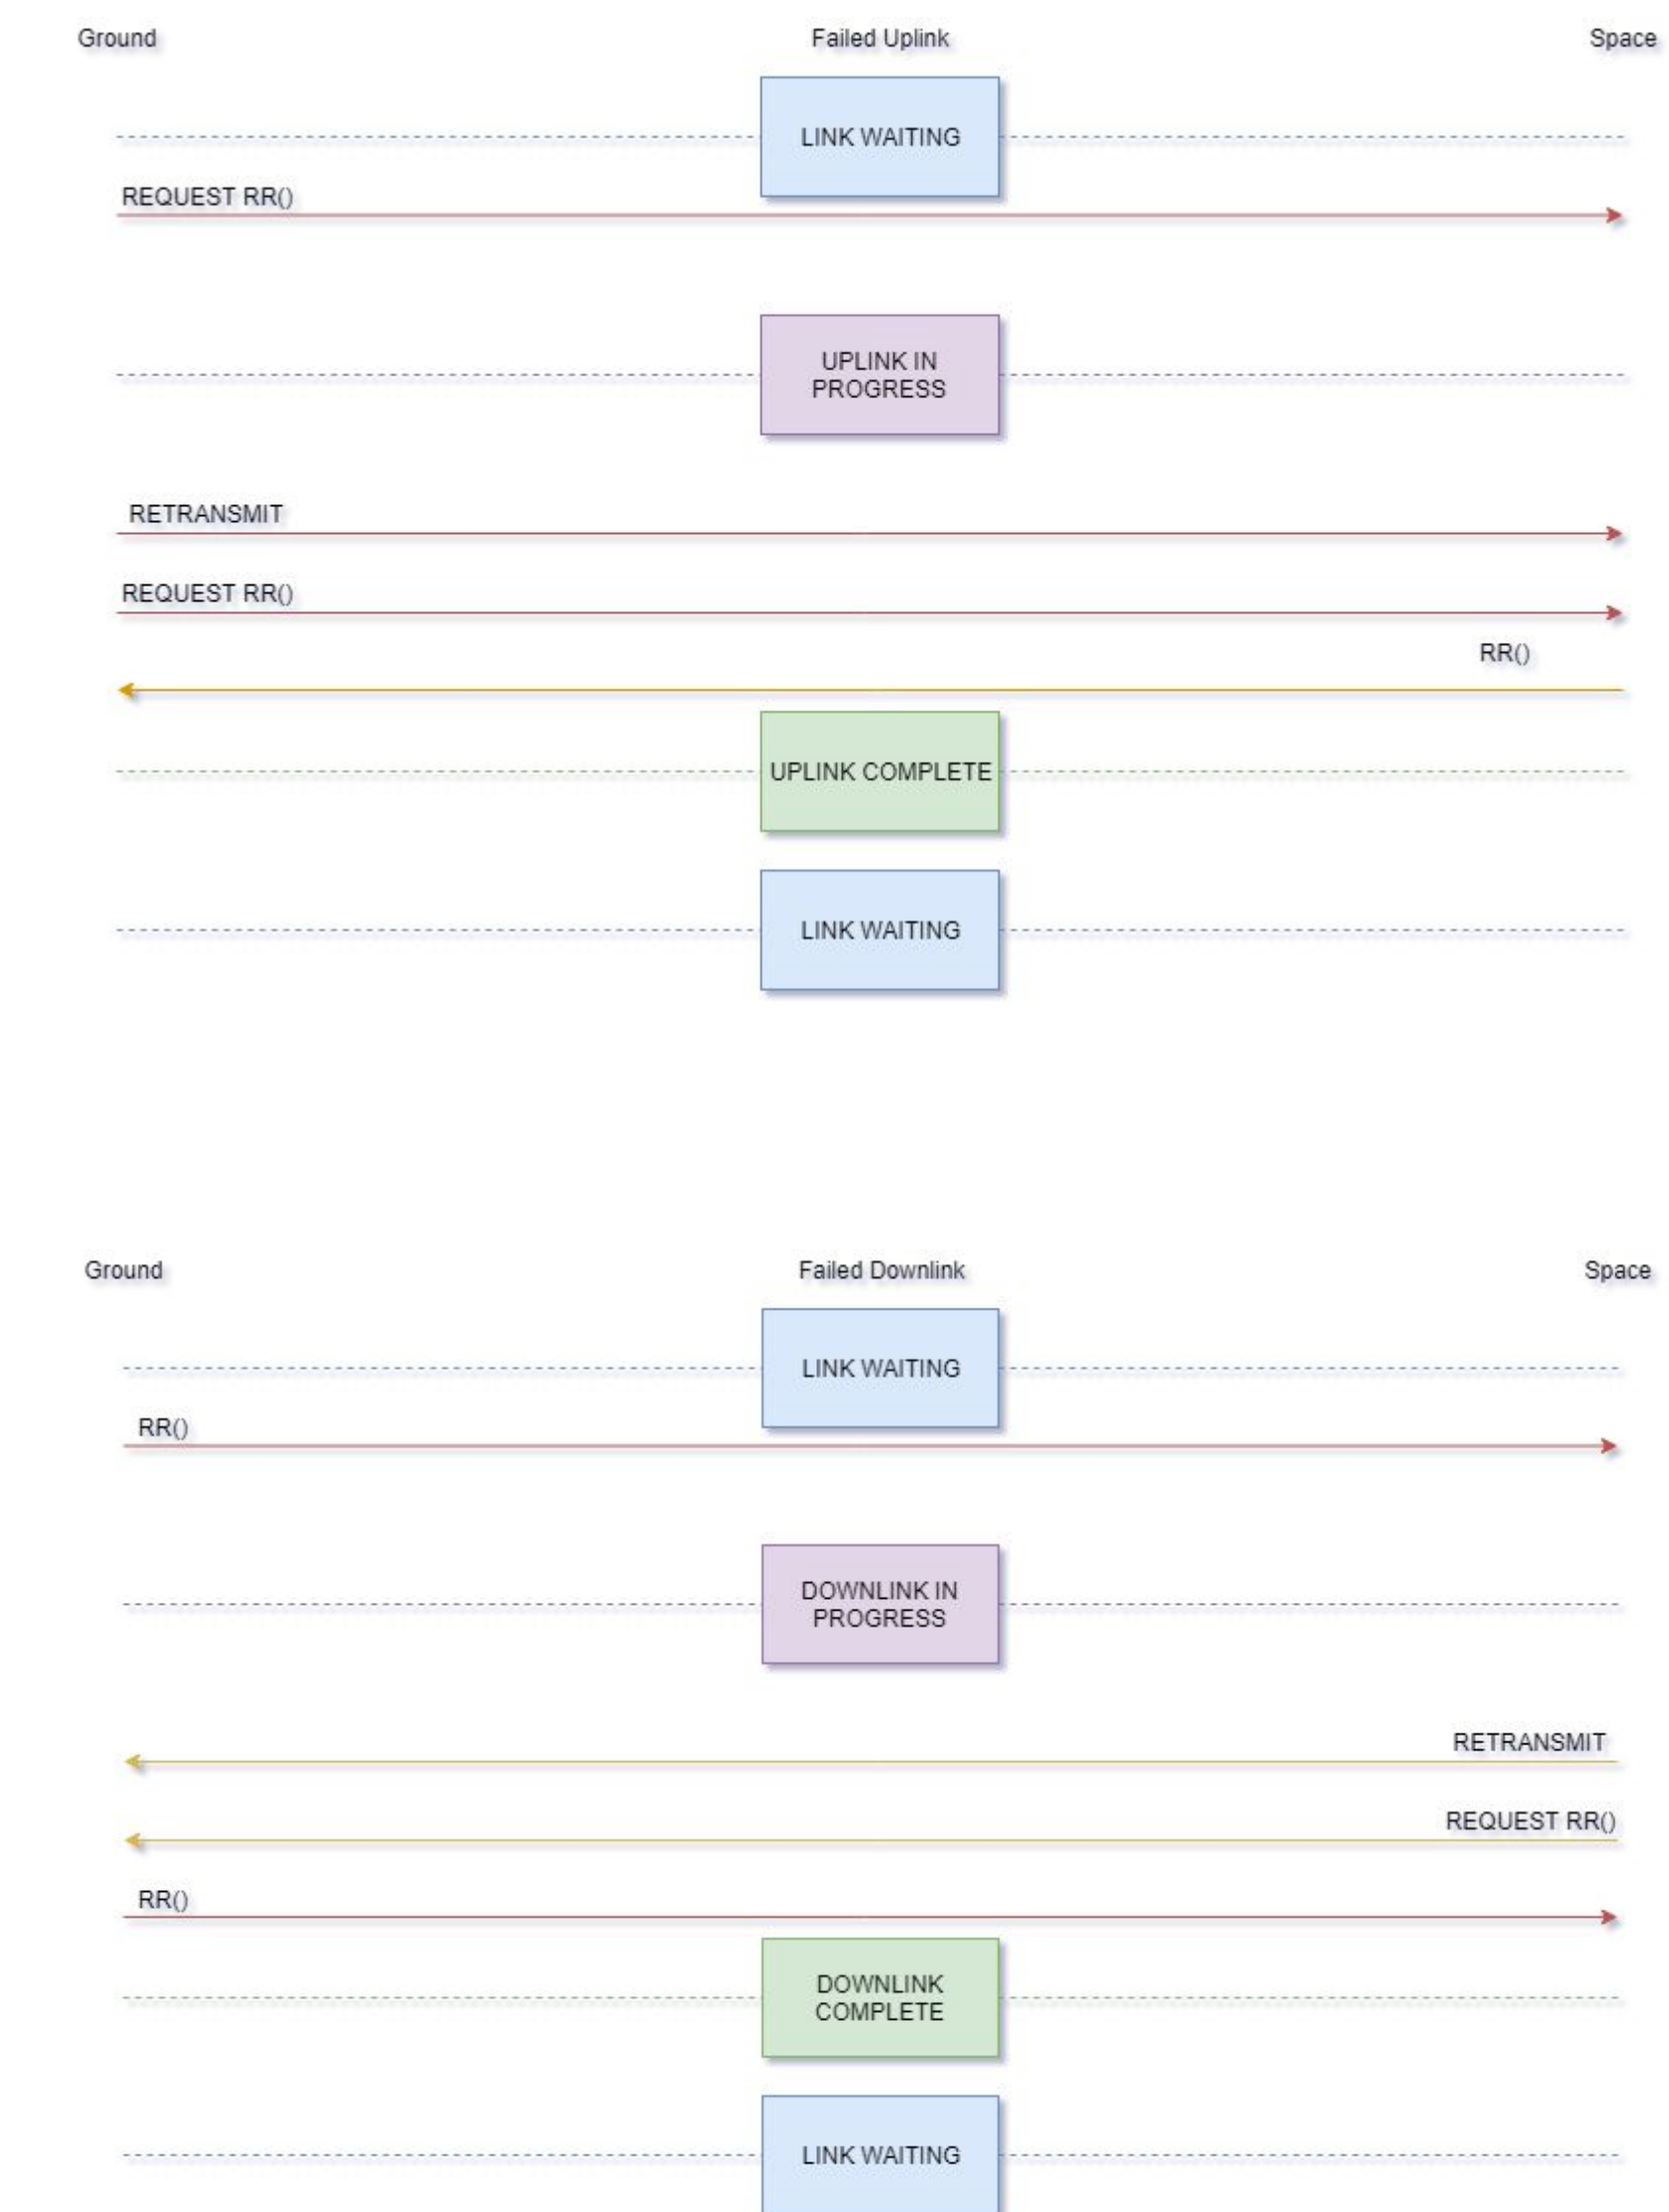 Ground Failed Uplink Space
LINK WAITING
REQUEST RR()
UPLINK IN
PROGRESS
RETRANSMIT
REQUEST RR()
RR()
UPLINK COMPLETE
LINK WAITING
Ground Failed Downlink Space
LINK WAITING
RR()
DOWNLINK IN
PROGRESS
RETRANSMIT
REQUEST RR()
RR()
DOWNLINK
COMPLETE
LINK WAITING